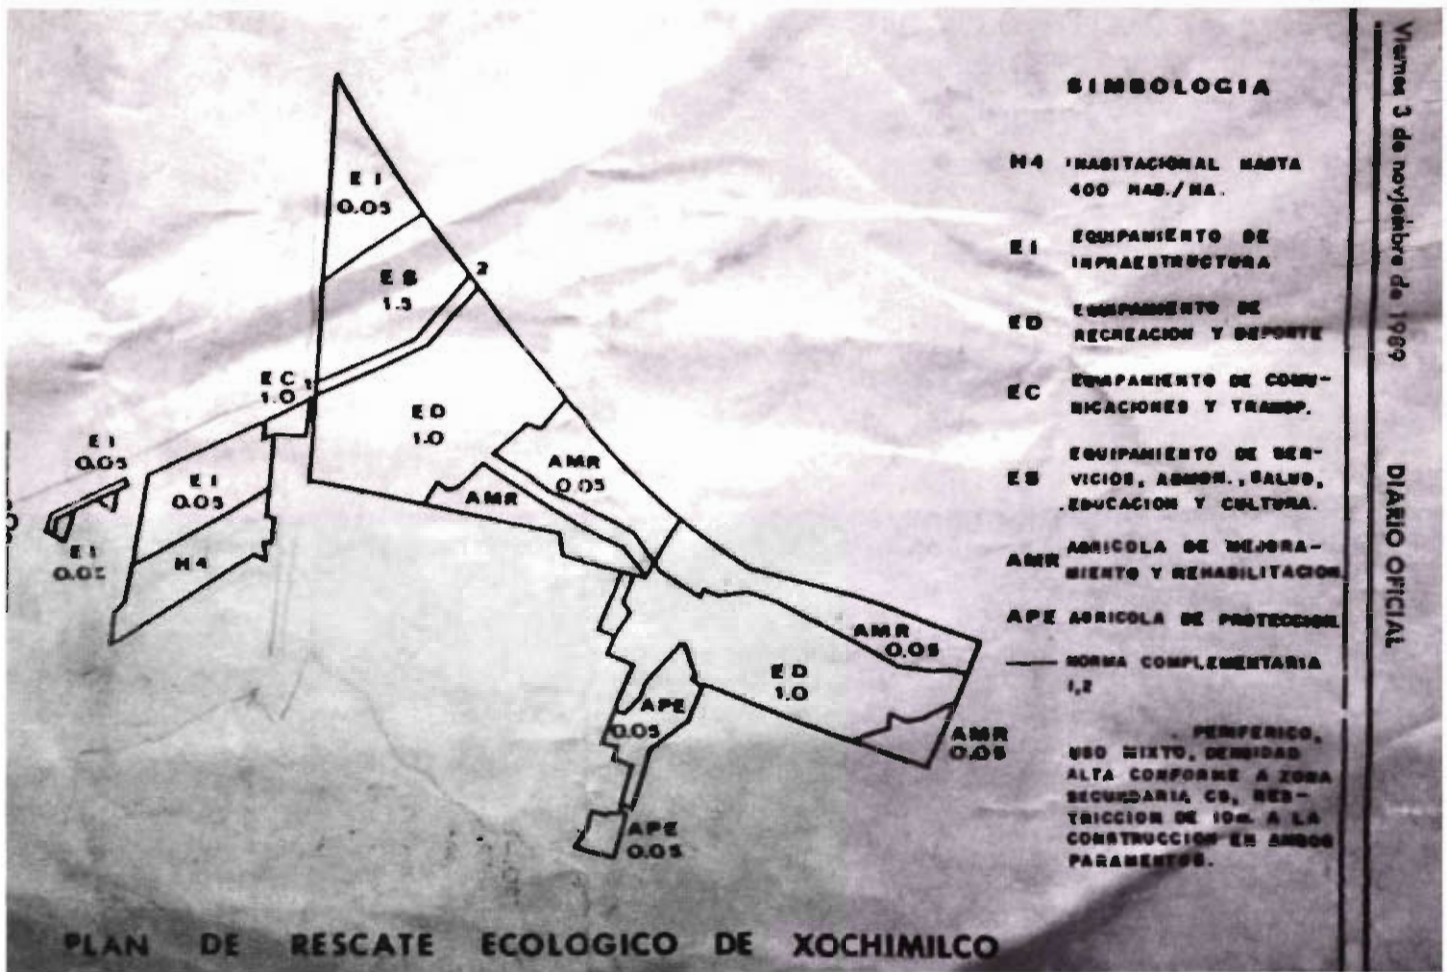 SIMBOLOGIA
H4 HABITACIONAL HASTA
400 HAB./HA.
EI EQUIPAMIENTO DE
INFRAESTRUCTURA
ED EQUIPAMIENTO DE
RECREACION Y DEPORTE
EC EQUIPAMIENTO DE COMU-
NICACIONES Y TRANSP.
ES EQUIPAMIENTO DE SER-
VICIOS, ADMON., SALUD,
EDUCACION Y CULTURA.
AMR AGRICOLA DE MEJORA-
MIENTO Y REHABILITACION.
APE AGRICOLA DE PROTECCION.
NORMA COMPLEMENTARIA
1,2
PERIFERICO,
USO MIXTO, DENSIDAD
ALTA CONFORME A ZONA
SECUNDARIA CS, RES-
TRICCION DE 10m. A LA
CONSTRUCCION EN AMBOS
PARAMENTOS.
EI
0.05
2
ES
1.5
EC 1
1.0
ED
1.0
EI
0.05
EI
0.05
AMR
0.05
AMR
EI
H4
AMR
0.05
ED
1.0
APE
0.05
AMR
0.05
APE
0.05
PLAN DE RESCATE ECOLOGICO DE XOCHIMILCO
Viernes 3 de noviembre de 1989
DIARIO OFICIAL